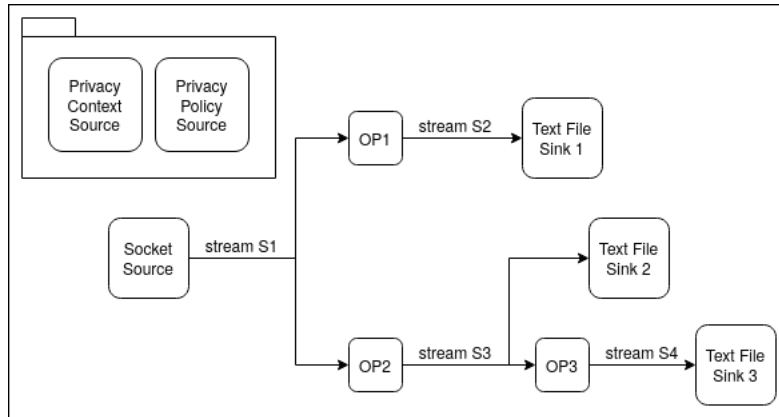 Privacy
Context
Source
Privacy
Policy
Source
OP1
stream S2
Text File
Sink 1
Socket
Source
stream S1
Text File
Sink 2
OP2
stream S3
OP3
stream S4
Text File
Sink 3